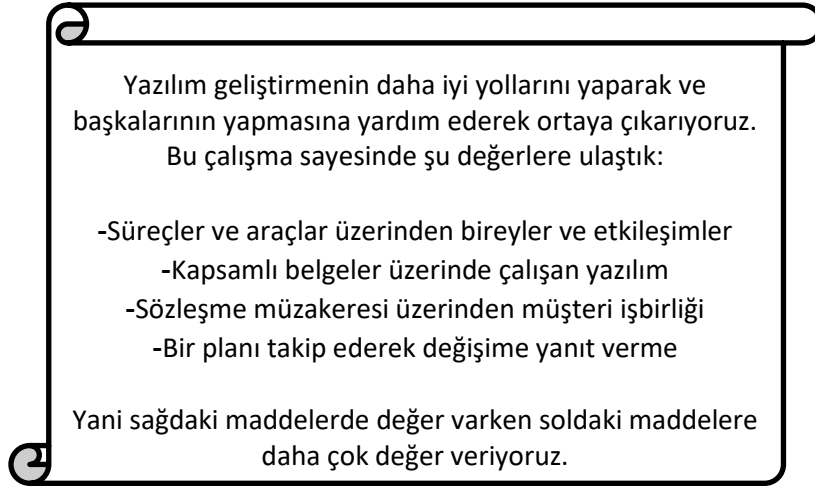 Yazılım geliştirmenin daha iyi yollarını yaparak ve
başkalarının yapmasına yardım ederek ortaya çıkarıyoruz.
Bu çalışma sayesinde şu değerlere ulaştık:
-Süreçler ve araçlar üzerinden bireyler ve etkileşimler
-Kapsamlı belgeler üzerinde çalışan yazılım
-Sözleşme müzakeresi üzerinden müşteri işbirliği
-Bir planı takip ederek değişime yanıt verme
Yani sağdaki maddelerde değer varken soldaki maddelere
daha çok değer veriyoruz.